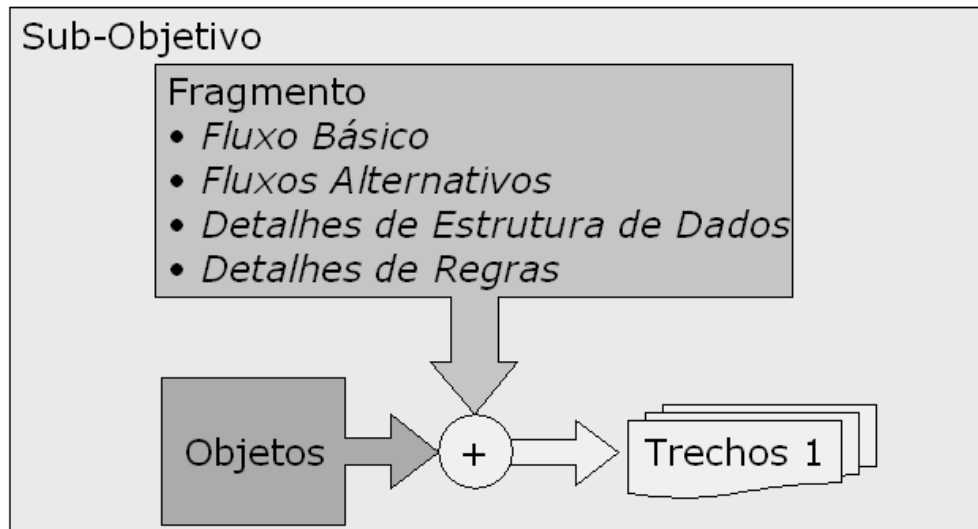 Sub-Objetivo
Fragmento
• Fluxo Básico
• Fluxos Alternativos
• Detalhes de Estrutura de Dados
• Detalhes de Regras
Objetos
+
Trechos 1